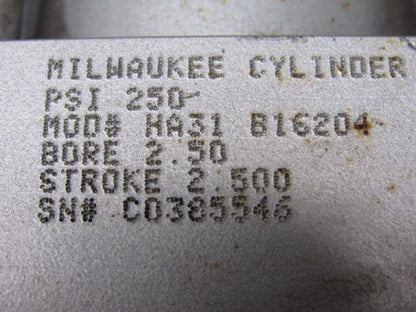 MILWAUKEE CYLINDER
PSI 250
MOD# HA31 B16204
BORE 2.50
STROKE 2.500
SN# C0385546